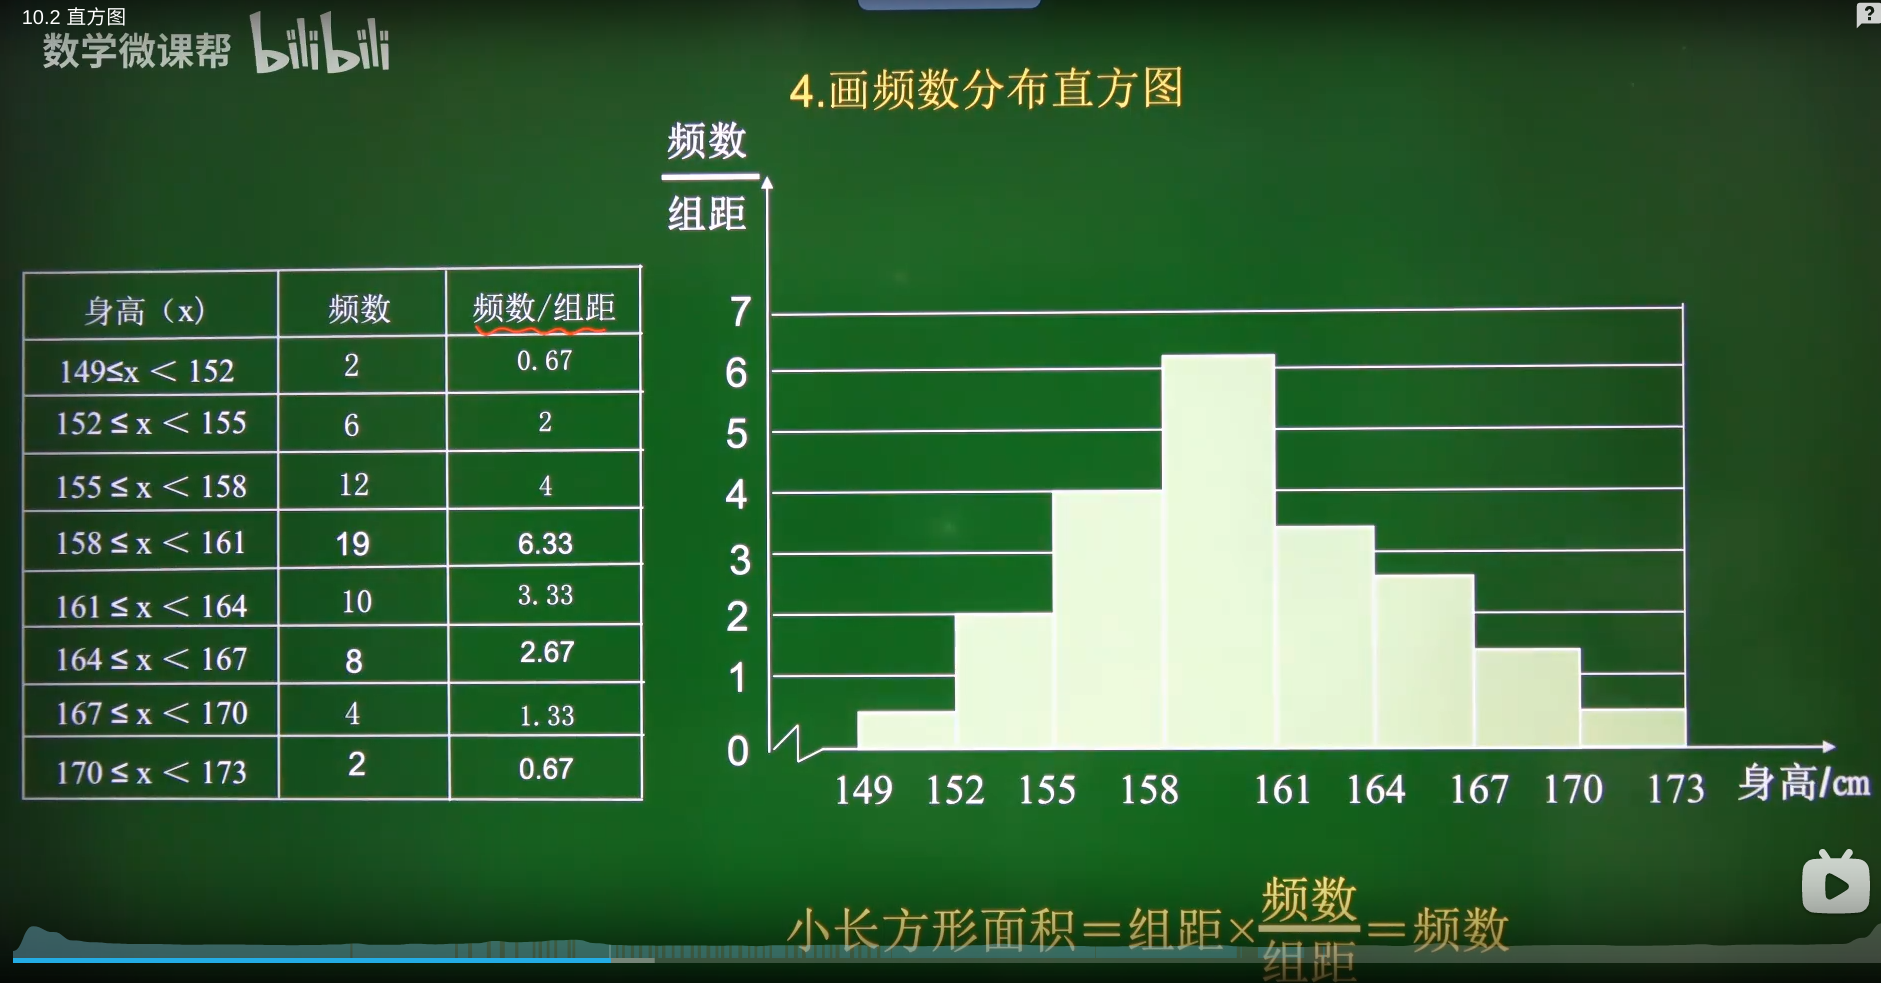 10.2 直方图
数学微课帮 bilibili
4.画频数分布直方图
频数
组距
身高（x） 频数 频数/组距
149≤x＜152 2 0.67
152≤x＜155 6 2
155≤x＜158 12 4
158≤x＜161 19 6.33
161≤x＜164 10 3.33
164≤x＜167 8 2.67
167≤x＜170 4 1.33
170≤x＜173 2 0.67
7
6
5
4
3
2
1
0
149 152 155 158 161 164 167 170 173 身高/cm
小长方形面积＝组距×频数/组距＝频数
?